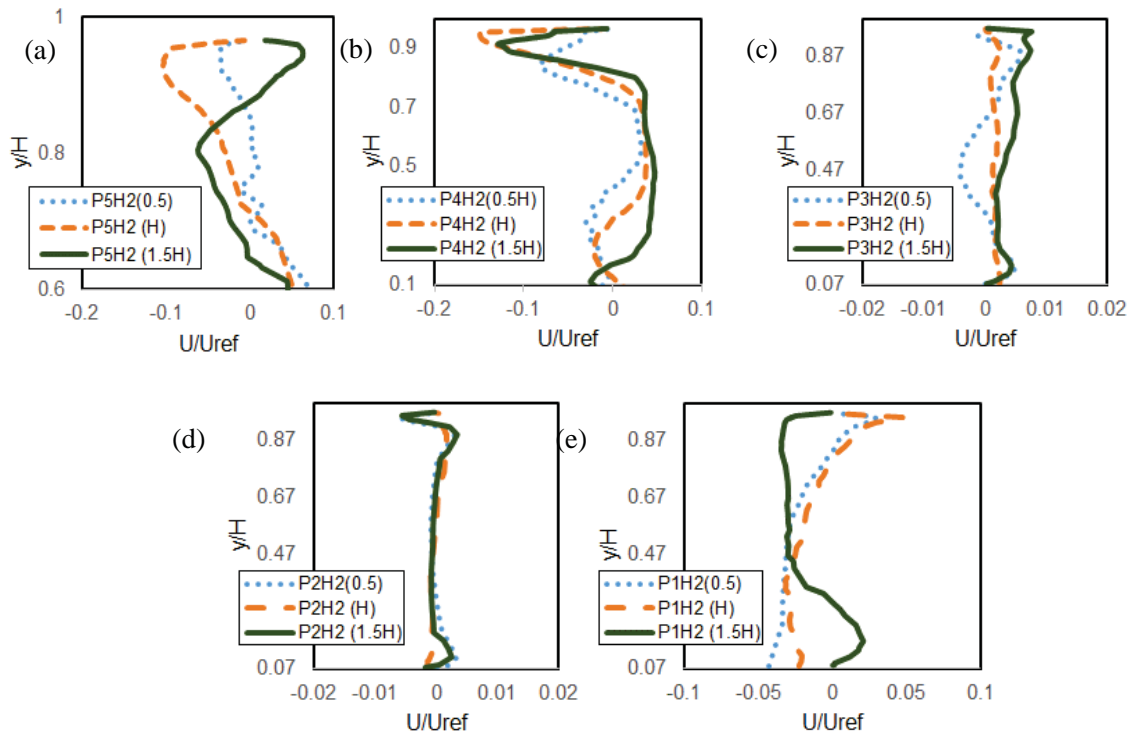 (a)
1
0.8
0.6
y/H
P5H2(0.5)
P5H2 (H)
P5H2 (1.5H)
-0.2 -0.1 0 0.1
U/Uref
(b)
0.9
0.7
0.5
0.1
y/H
P4H2(0.5H)
P4H2 (H)
P4H2 (1.5H)
-0.2 -0.1 0 0.1
U/Uref
(c)
0.87
0.67
0.47
0.07
y/H
P3H2(0.5)
P3H2 (H)
P3H2 (1.5H)
-0.02 -0.01 0 0.01 0.02
U/Uref
(d)
0.87
0.67
0.47
0.07
y/H
P2H2(0.5)
P2H2 (H)
P2H2 (1.5H)
-0.02 -0.01 0 0.01 0.02
U/Uref
(e)
0.87
0.67
0.47
0.07
y/H
P1H2(0.5)
P1H2 (H)
P1H2 (1.5H)
-0.1 -0.05 0 0.05 0.1
U/Uref